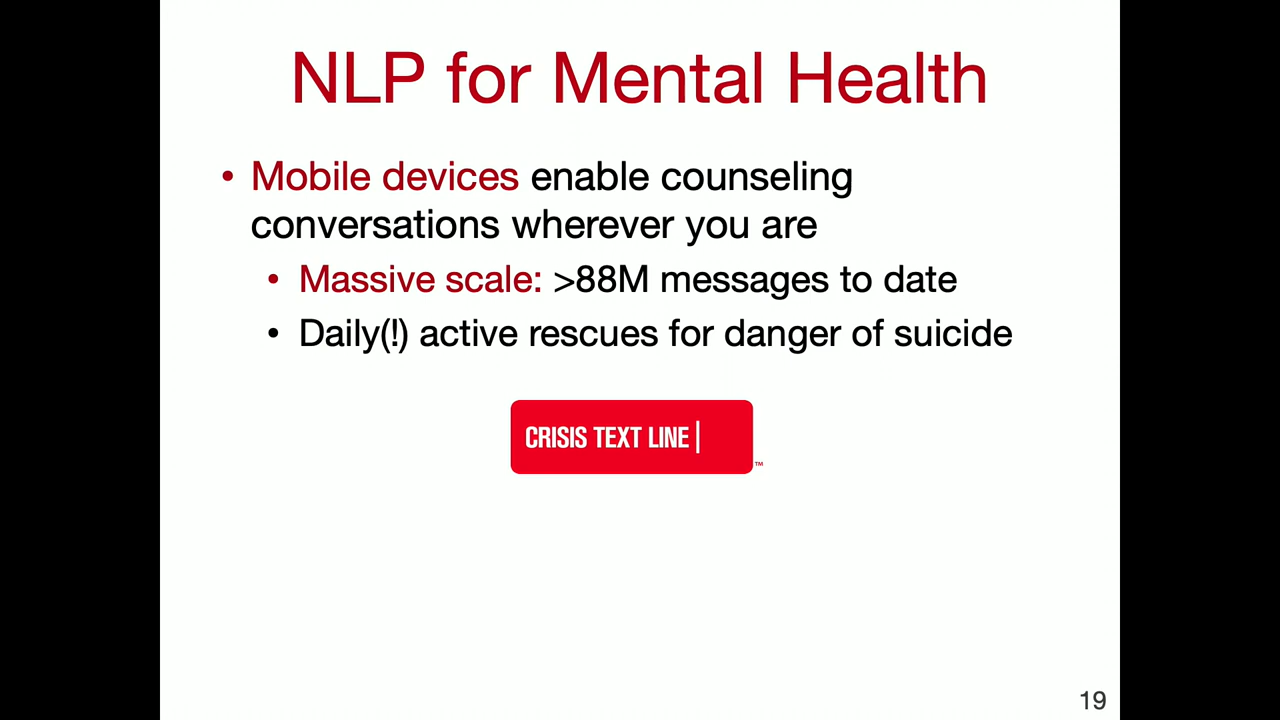 NLP for Mental Health
• Mobile devices enable counseling
conversations wherever you are
• Massive scale: >88M messages to date
• Daily(!) active rescues for danger of suicide
CRISIS TEXT LINE|
™
19